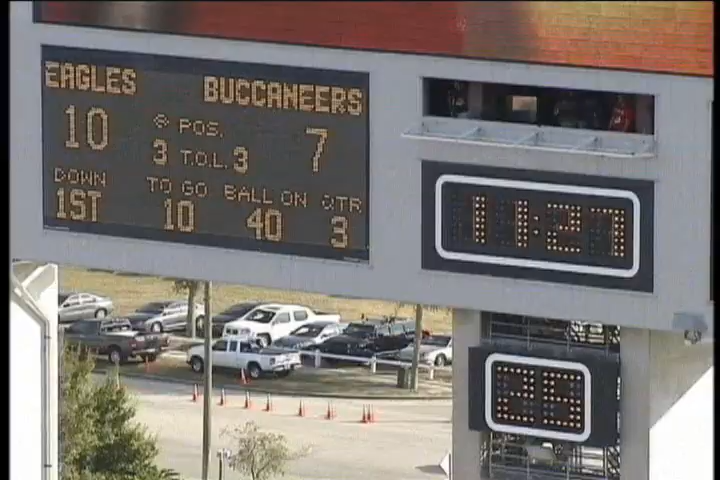 EAGLES BUCCANEERS
10 POS. 7
3 T.O.L. 3
DOWN TO GO BALL ON QTR
1ST 10 40 3
11:27
25